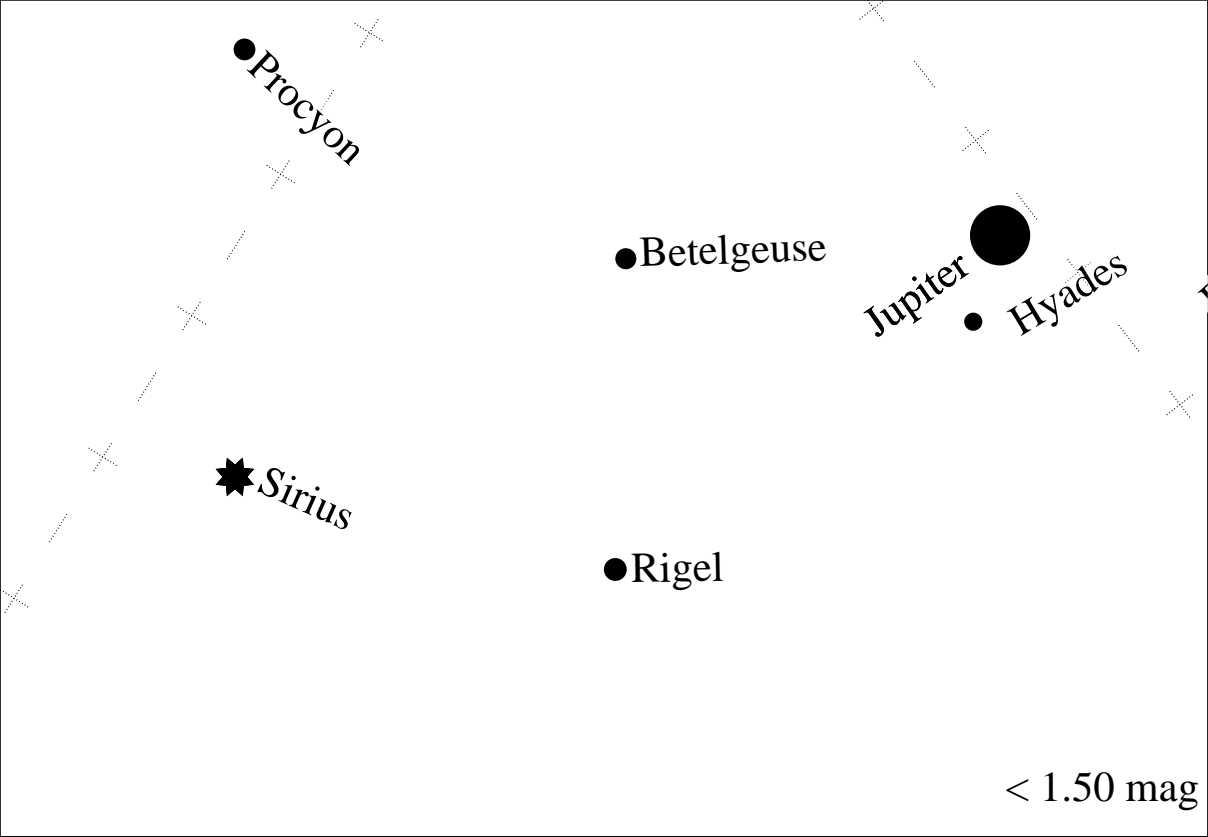 Procyon
Betelgeuse
Jupiter
Hyades
Sirius
Rigel
< 1.50 mag